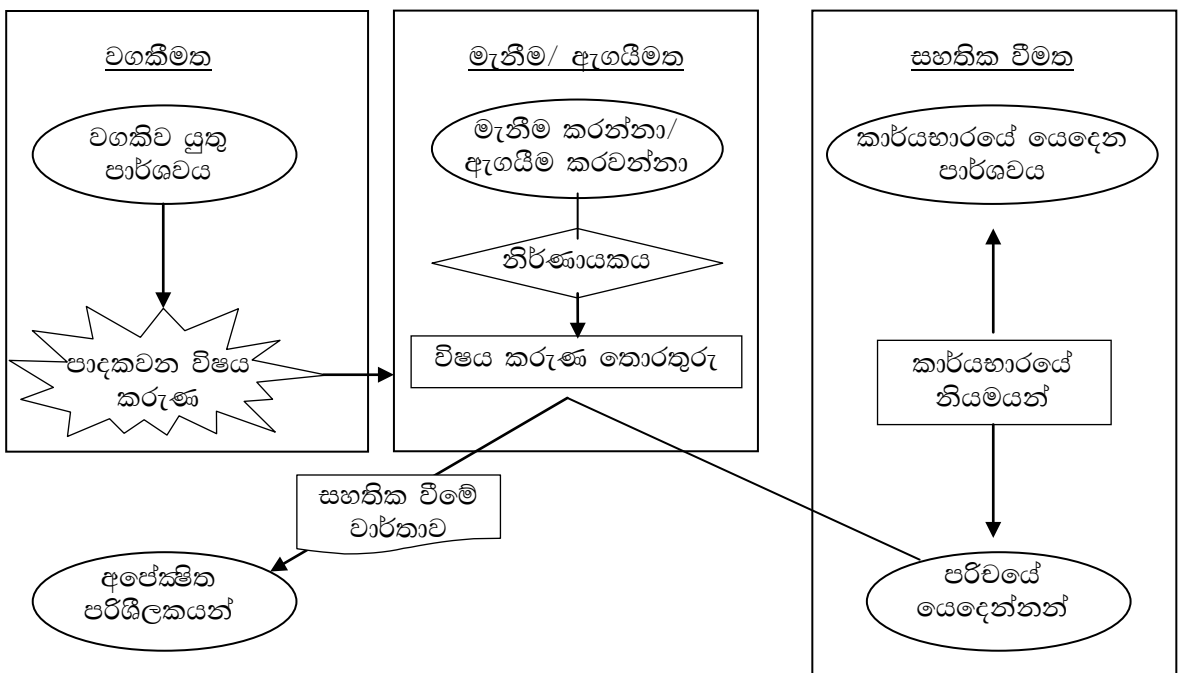 වගකීමත
වගකිව යුතු
පාර්ශවය
පාදකවන විෂය
කරුණ
මැනීම/ ඇගයීමත
මැනීම කරන්නා/
ඇගයීම කරවන්නා
නිර්ණායකය
විෂය කරුණ තොරතුරු
සහතික වීමේ
වාර්තාව
අපේක්‍ෂිත
පරිශීලකයන්
සහතික වීමත
කාර්යභාරයේ යෙදෙන
පාර්ශවය
කාර්යභාරයේ
නියමයන්
පරිචයේ
යෙදෙන්නන්